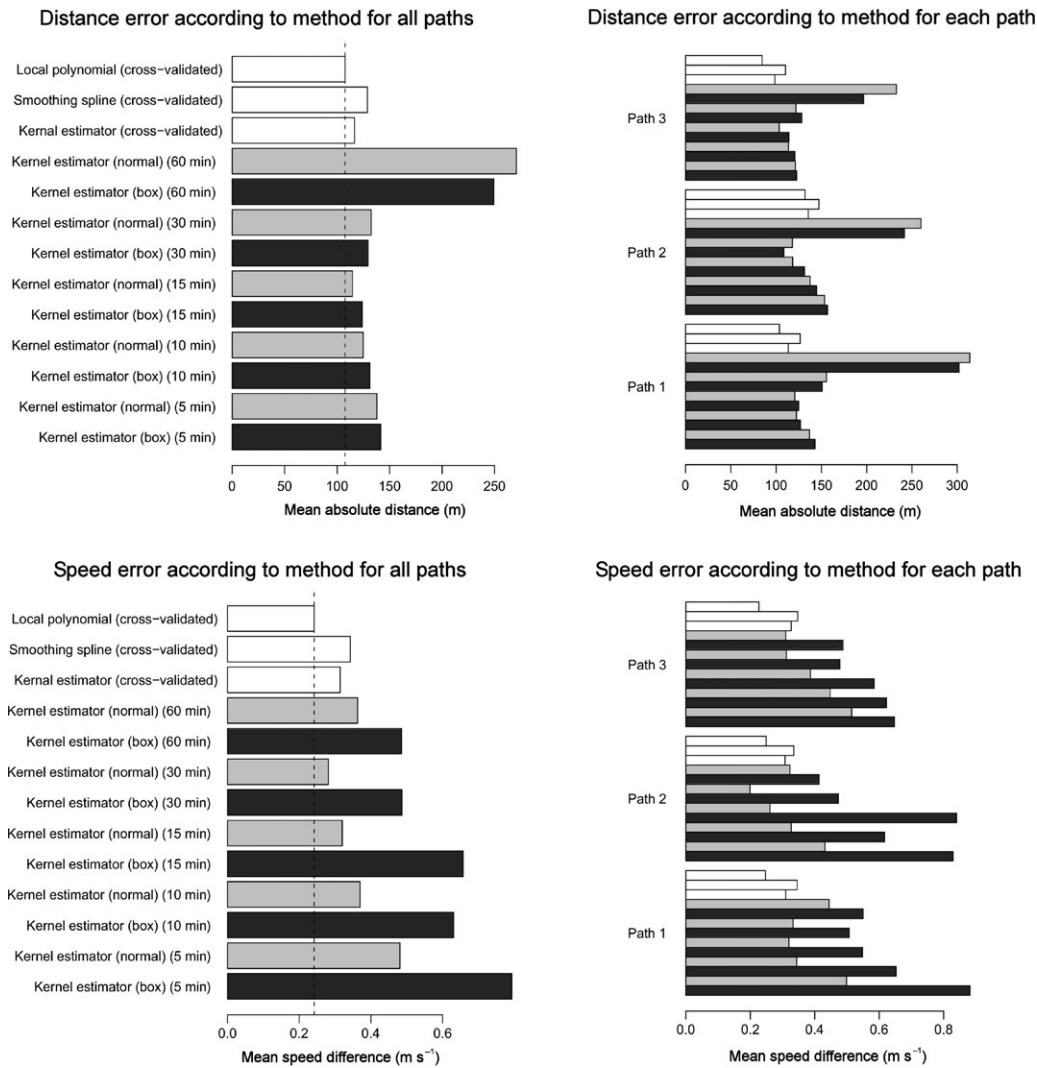 Distance error according to method for all paths
Local polynomial (cross−validated)
Smoothing spline (cross−validated)
Kernal estimator (cross−validated)
Kernel estimator (normal) (60 min)
Kernel estimator (box) (60 min)
Kernel estimator (normal) (30 min)
Kernel estimator (box) (30 min)
Kernel estimator (normal) (15 min)
Kernel estimator (box) (15 min)
Kernel estimator (normal) (10 min)
Kernel estimator (box) (10 min)
Kernel estimator (normal) (5 min)
Kernel estimator (box) (5 min)
0 50 100 150 200 250
Mean absolute distance (m)
Distance error according to method for each path
Path 3
Path 2
Path 1
0 50 100 150 200 250 300
Mean absolute distance (m)
Speed error according to method for all paths
Local polynomial (cross−validated)
Smoothing spline (cross−validated)
Kernal estimator (cross−validated)
Kernel estimator (normal) (60 min)
Kernel estimator (box) (60 min)
Kernel estimator (normal) (30 min)
Kernel estimator (box) (30 min)
Kernel estimator (normal) (15 min)
Kernel estimator (box) (15 min)
Kernel estimator (normal) (10 min)
Kernel estimator (box) (10 min)
Kernel estimator (normal) (5 min)
Kernel estimator (box) (5 min)
0.0 0.2 0.4 0.6
Mean speed difference (m s⁻¹)
Speed error according to method for each path
Path 3
Path 2
Path 1
0.0 0.2 0.4 0.6 0.8
Mean speed difference (m s⁻¹)